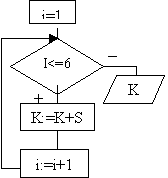 i=1
I<=6
–
+
K
K:=K+S
i:=i+1